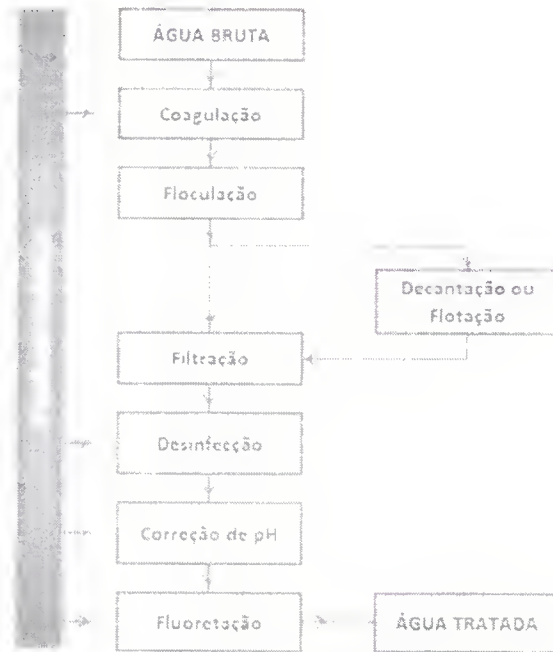 ÁGUA BRUTA
Coagulação
Floculação
Decantação ou
Flotação
Filtração
Desinfecção
Correção de pH
Fluoretação
ÁGUA TRATADA